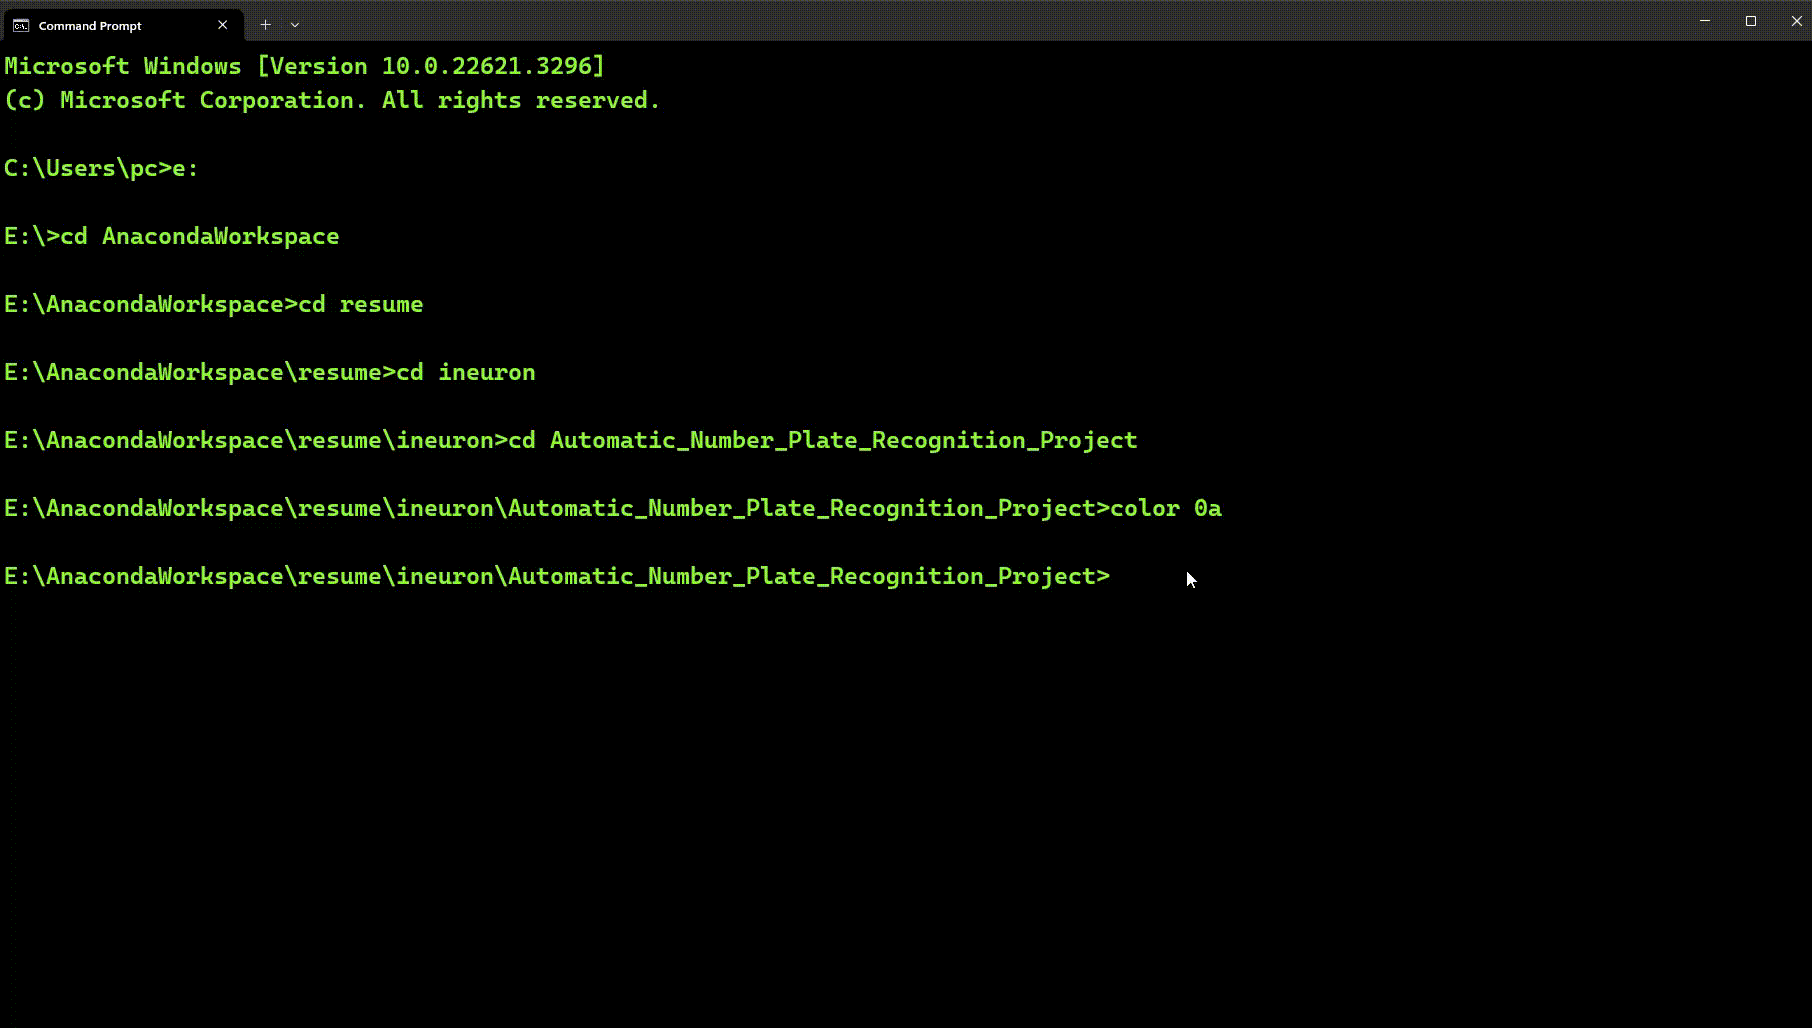 Command Prompt
Microsoft Windows [Version 10.0.22621.3296]
(c) Microsoft Corporation. All rights reserved.
C:\Users\pc>e:
E:\>cd AnacondaWorkspace
E:\AnacondaWorkspace>cd resume
E:\AnacondaWorkspace\resume>cd ineuron
E:\AnacondaWorkspace\resume\ineuron>cd Automatic_Number_Plate_Recognition_Project
E:\AnacondaWorkspace\resume\ineuron\Automatic_Number_Plate_Recognition_Project>color 0a
E:\AnacondaWorkspace\resume\ineuron\Automatic_Number_Plate_Recognition_Project>